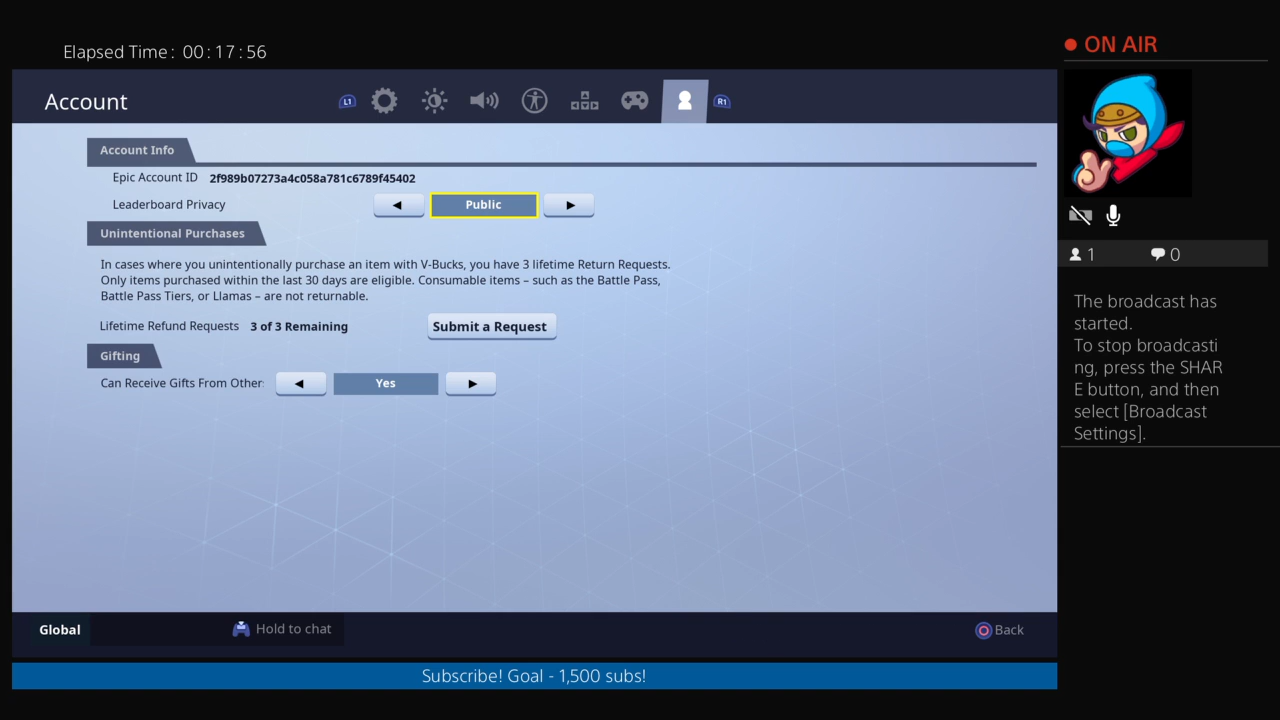 Elapsed Time: 00:17:56
ON AIR
Account
L1
R1
Account Info
Epic Account ID 2f989b07273a4c058a781c6789f45402
Leaderboard Privacy
Public
Unintentional Purchases
In cases where you unintentionally purchase an item with V-Bucks, you have 3 lifetime Return Requests.
Only items purchased within the last 30 days are eligible. Consumable items – such as the Battle Pass,
Battle Pass Tiers, or Llamas – are not returnable.
Lifetime Refund Requests 3 of 3 Remaining
Submit a Request
Gifting
Can Receive Gifts From Other
Yes
Global
Hold to chat
Back
Subscribe! Goal - 1,500 subs!
1
0
The broadcast has
started.
To stop broadcasti
ng, press the SHAR
E button, and then
select [Broadcast
Settings].